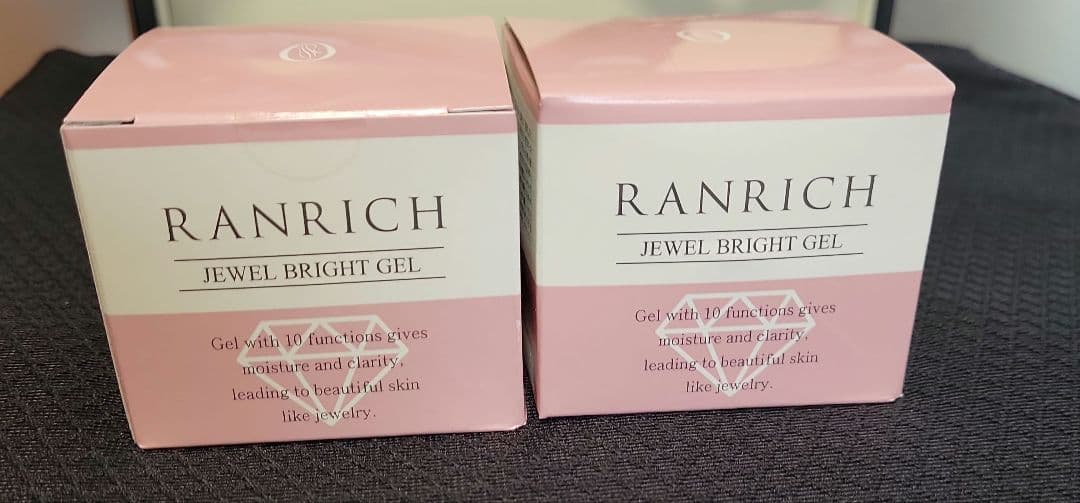 RANRICH
JEWEL BRIGHT GEL
Gel with 10 functions gives
moisture and clarity,
leading to beautiful skin
like jewelry.
RANRICH
JEWEL BRIGHT GEL
Gel with 10 functions gives
moisture and clarity,
leading to beautiful skin
like jewelry.